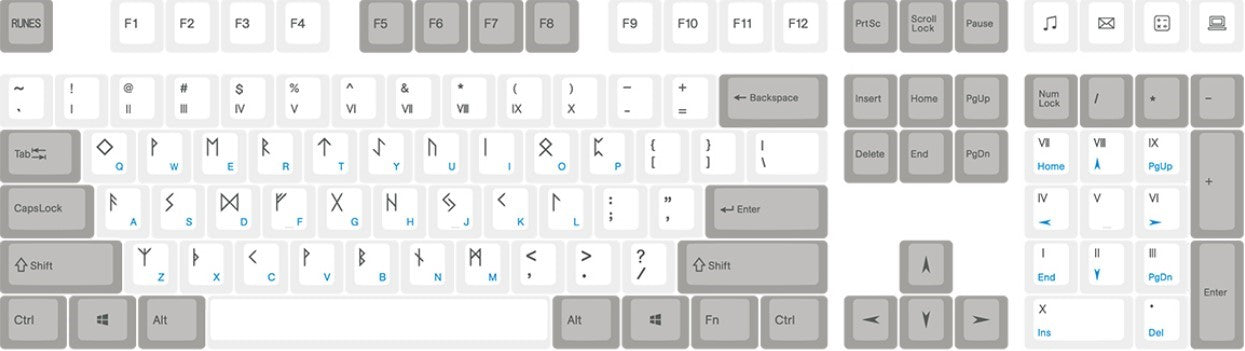 RUNES F1 F2 F3 F4 F5 F6 F7 F8 F9 F10 F11 F12 PrtSc Scroll Lock Pause
~ ! @ # $ % ^ & * ( ) – + ← Backspace Insert Home PgUp Num Lock / * –
` Ⅰ Ⅱ Ⅲ Ⅳ Ⅴ Ⅵ Ⅶ Ⅷ Ⅸ Ⅹ - =
Tab ᛜ ᚹ ᛖ ᚱ ᛏ ᛇ ᚢ ᛁ ᛟ ᛈ { } | Delete End PgDn Ⅶ Ⅷ Ⅸ +
Q W E R T Y U I O P [ ] \ Home PgUp
CapsLock ᚨ ᛊ ᛞ ᚠ ᚷ ᚺ ᛃ ᚲ ᛚ : " ↵ Enter Ⅳ Ⅴ Ⅵ
A S D _F G H _J K L ; , _
⇧ Shift ᛉ ᚦ ᚲ ᚹ ᛒ ᚾ ᛗ < > ? ⇧ Shift Ⅰ Ⅱ Ⅲ Enter
Z X C V B N M , . / End PgDn
Ctrl Alt Alt Fn Ctrl Ⅹ .
Ins Del